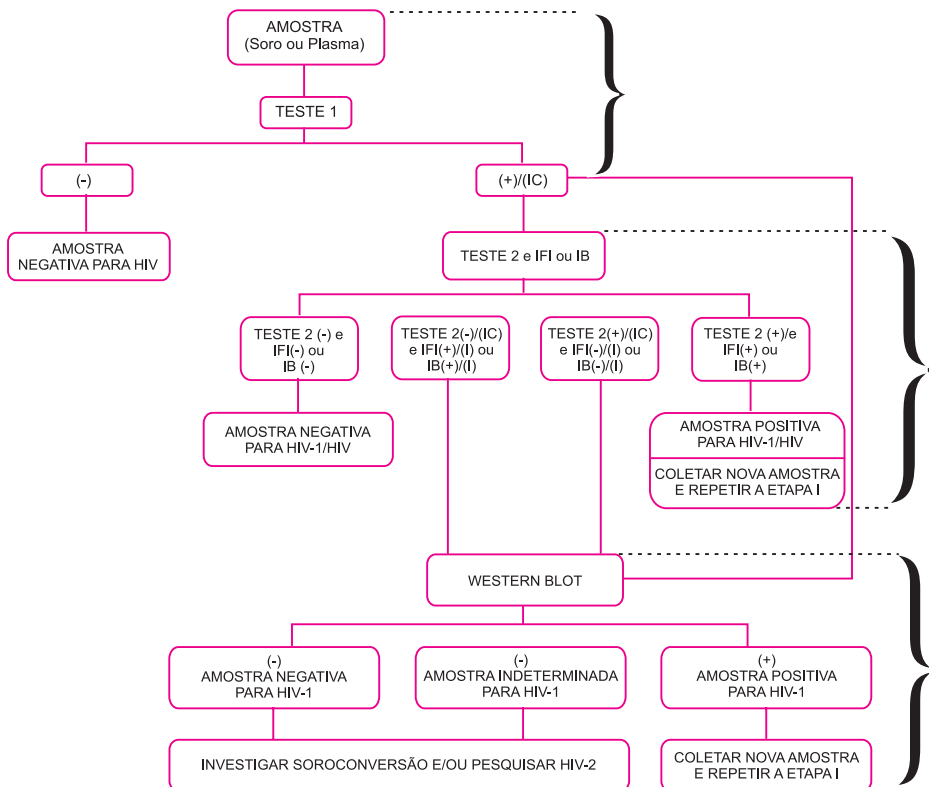 AMOSTRA
(Soro ou Plasma)
TESTE 1
(-)
(+)/(IC)
AMOSTRA
NEGATIVA PARA HIV
TESTE 2 e IFI ou IB
TESTE 2 (-) e
IFI(-) ou
IB (-)
TESTE 2(-)/(IC)
e IFI(+)/(I) ou
IB(+)/(I)
TESTE 2(+)/(IC)
e IFI(-)/(I) ou
IB(-)/(I)
TESTE 2 (+)/e
IFI(+) ou
IB(+)
AMOSTRA NEGATIVA
PARA HIV-1/HIV
AMOSTRA POSITIVA
PARA HIV-1/HIV
COLETAR NOVA AMOSTRA
E REPETIR A ETAPA I
WESTERN BLOT
(-)
AMOSTRA NEGATIVA
PARA HIV-1
(-)
AMOSTRA INDETERMINADA
PARA HIV-1
(+)
AMOSTRA POSITIVA
PARA HIV-1
INVESTIGAR SOROCONVERSÃO E/OU PESQUISAR HIV-2
COLETAR NOVA AMOSTRA
E REPETIR A ETAPA I